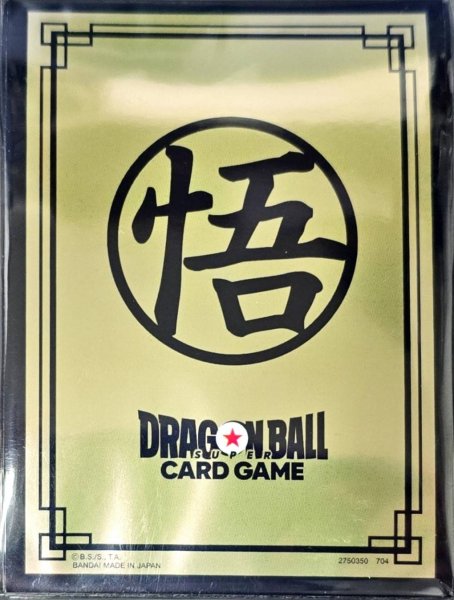 悟
DRAGON BALL
SUPER
CARD GAME
©B.S./S., T.A.
BANDAI MADE IN JAPAN
2750350 704